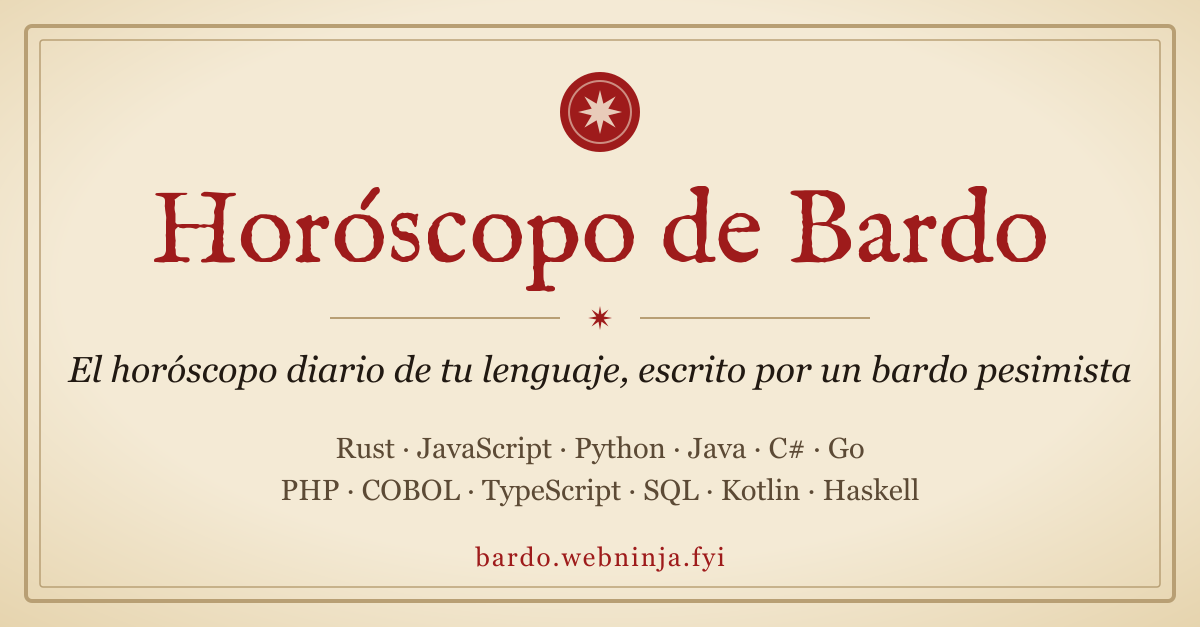 Horóscopo de Bardo
El horóscopo diario de tu lenguaje, escrito por un bardo pesimista
Rust · JavaScript · Python · Java · C# · Go
PHP · COBOL · TypeScript · SQL · Kotlin · Haskell
bardo.webninja.fyi